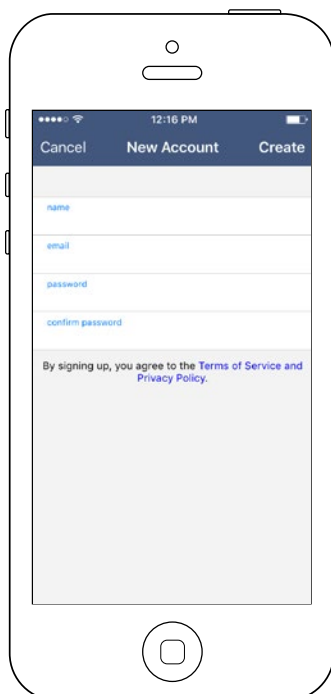 12:16 PM
Cancel New Account Create
name
email
password
confirm password
By signing up, you agree to the Terms of Service and
Privacy Policy.